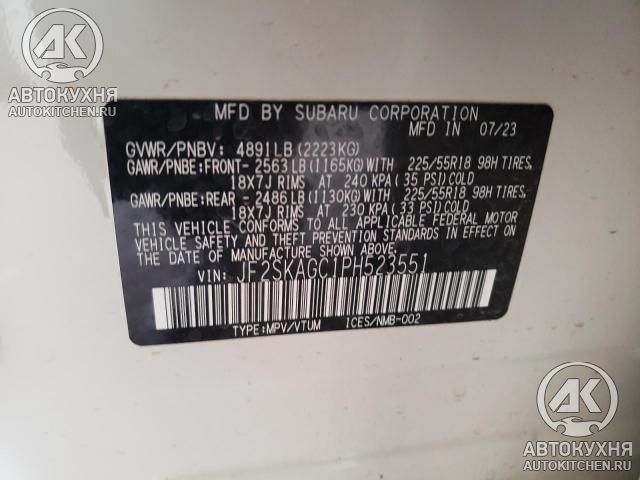 АК
АВТОКУХНЯ
AUTOKITCHEN.RU
MFD BY SUBARU CORPORATION
MFD IN 07/23
GVWR/PNBV: 4891LB(2223KG)
GAWR/PNBE:FRONT- 2563LB(1165KG)WITH 225/55R18 98H TIRES,
18X7J RIMS AT 240 KPA(35 PSI)COLD
GAWR/PNBE:REAR - 2486LB(1130KG)WITH 225/55R18 98H TIRES,
18X7J RIMS AT 230 KPA(33 PSI)COLD
THIS VEHICLE CONFORMS TO ALL APPLICABLE FEDERAL MOTOR
VEHICLE SAFETY AND THEFT PREVENTION STANDARDS IN EFFECT ON
THE DATE OF MANUFACTURE SHOWN ABOVE.
VIN: JF2SKAGC1PH523551
TYPE:MPV/VTUM ICES/NMB-002
АК
АВТОКУХНЯ
AUTOKITCHEN.RU